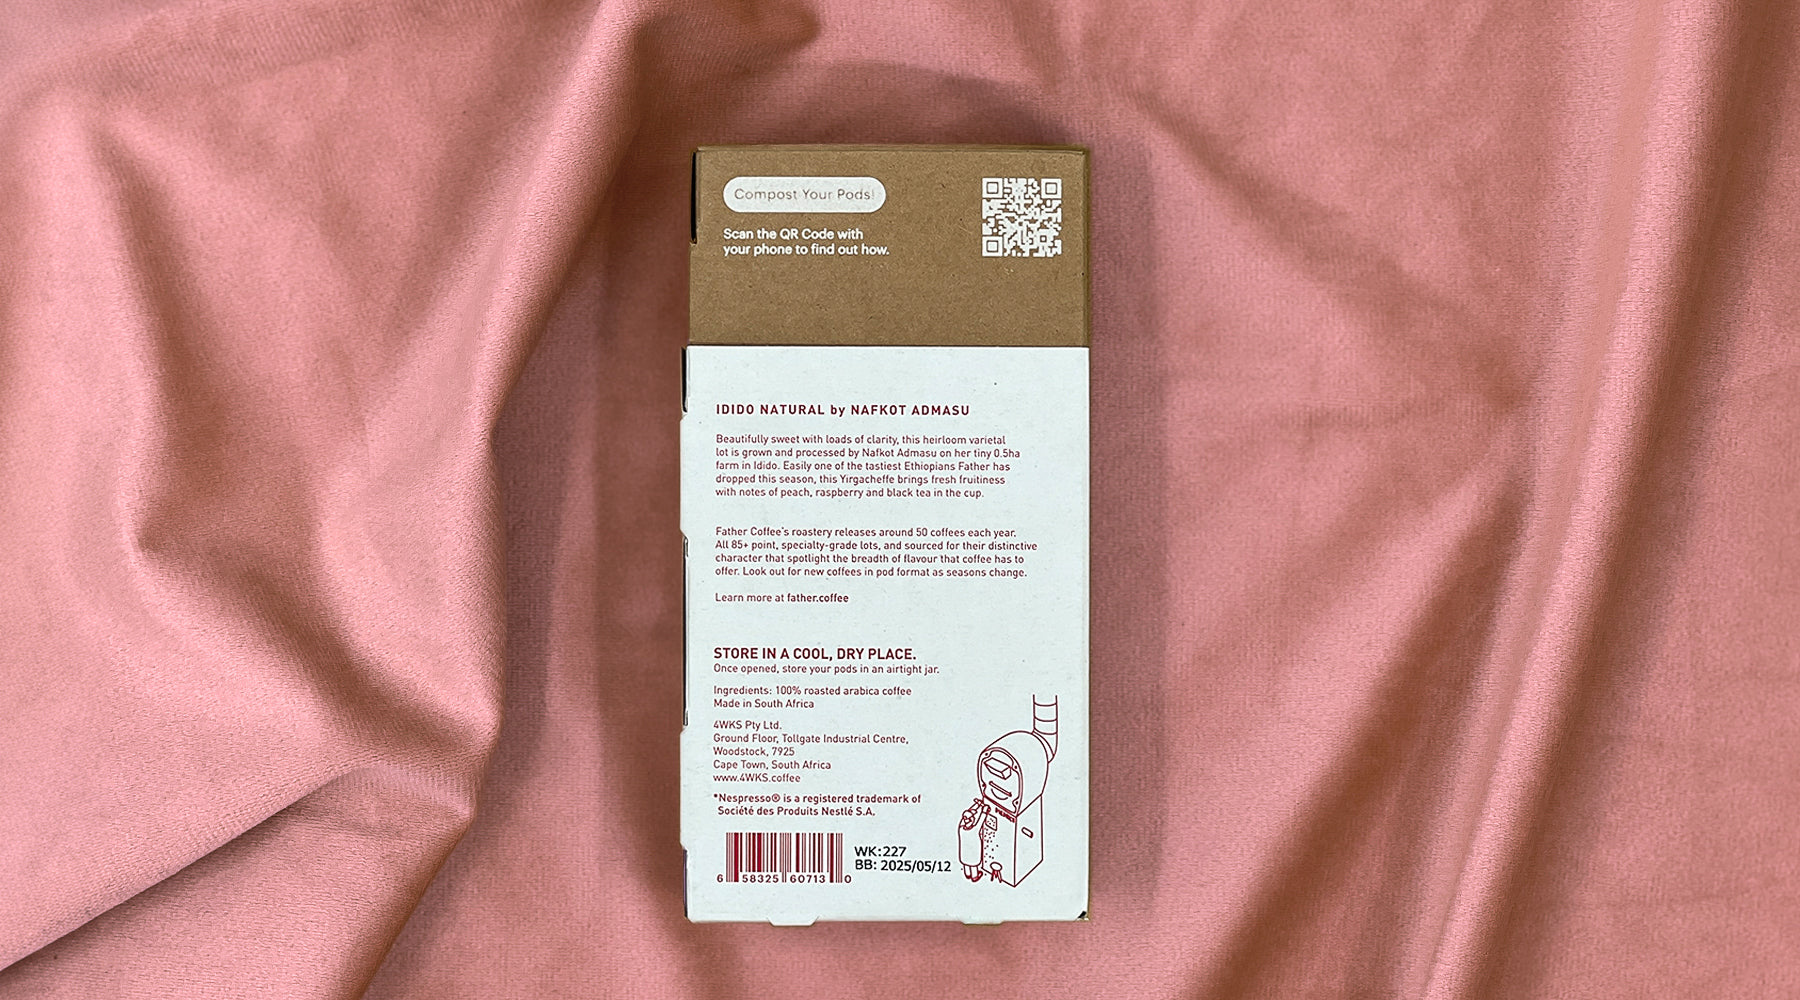 Compost Your Pods!
Scan the QR Code with
your phone to find out how.
IDIDO NATURAL by NAFKOT ADMASU
Beautifully sweet with loads of clarity, this heirloom varietal
lot is grown and processed by Nafkot Admasu on her tiny 0.5ha
farm in Idido. Easily one of the tastiest Ethiopians Father has
dropped this season, this Yirgacheffe brings fresh fruitiness
with notes of peach, raspberry and black tea in the cup.
Father Coffee's roastery releases around 50 coffees each year.
All 85+ point, specialty-grade lots, and sourced for their distinctive
character that spotlight the breadth of flavour that coffee has to
offer. Look out for new coffees in pod format as seasons change.
Learn more at father.coffee
STORE IN A COOL, DRY PLACE.
Once opened, store your pods in an airtight jar.
Ingredients: 100% roasted arabica coffee
Made in South Africa
4WKS Pty Ltd.
Ground Floor, Tollgate Industrial Centre,
Woodstock, 7925
Cape Town, South Africa
www.4WKS.coffee
*Nespresso® is a registered trademark of
Société des Produits Nestlé S.A.
6 58325 60713 0
WK:227
BB: 2025/05/12